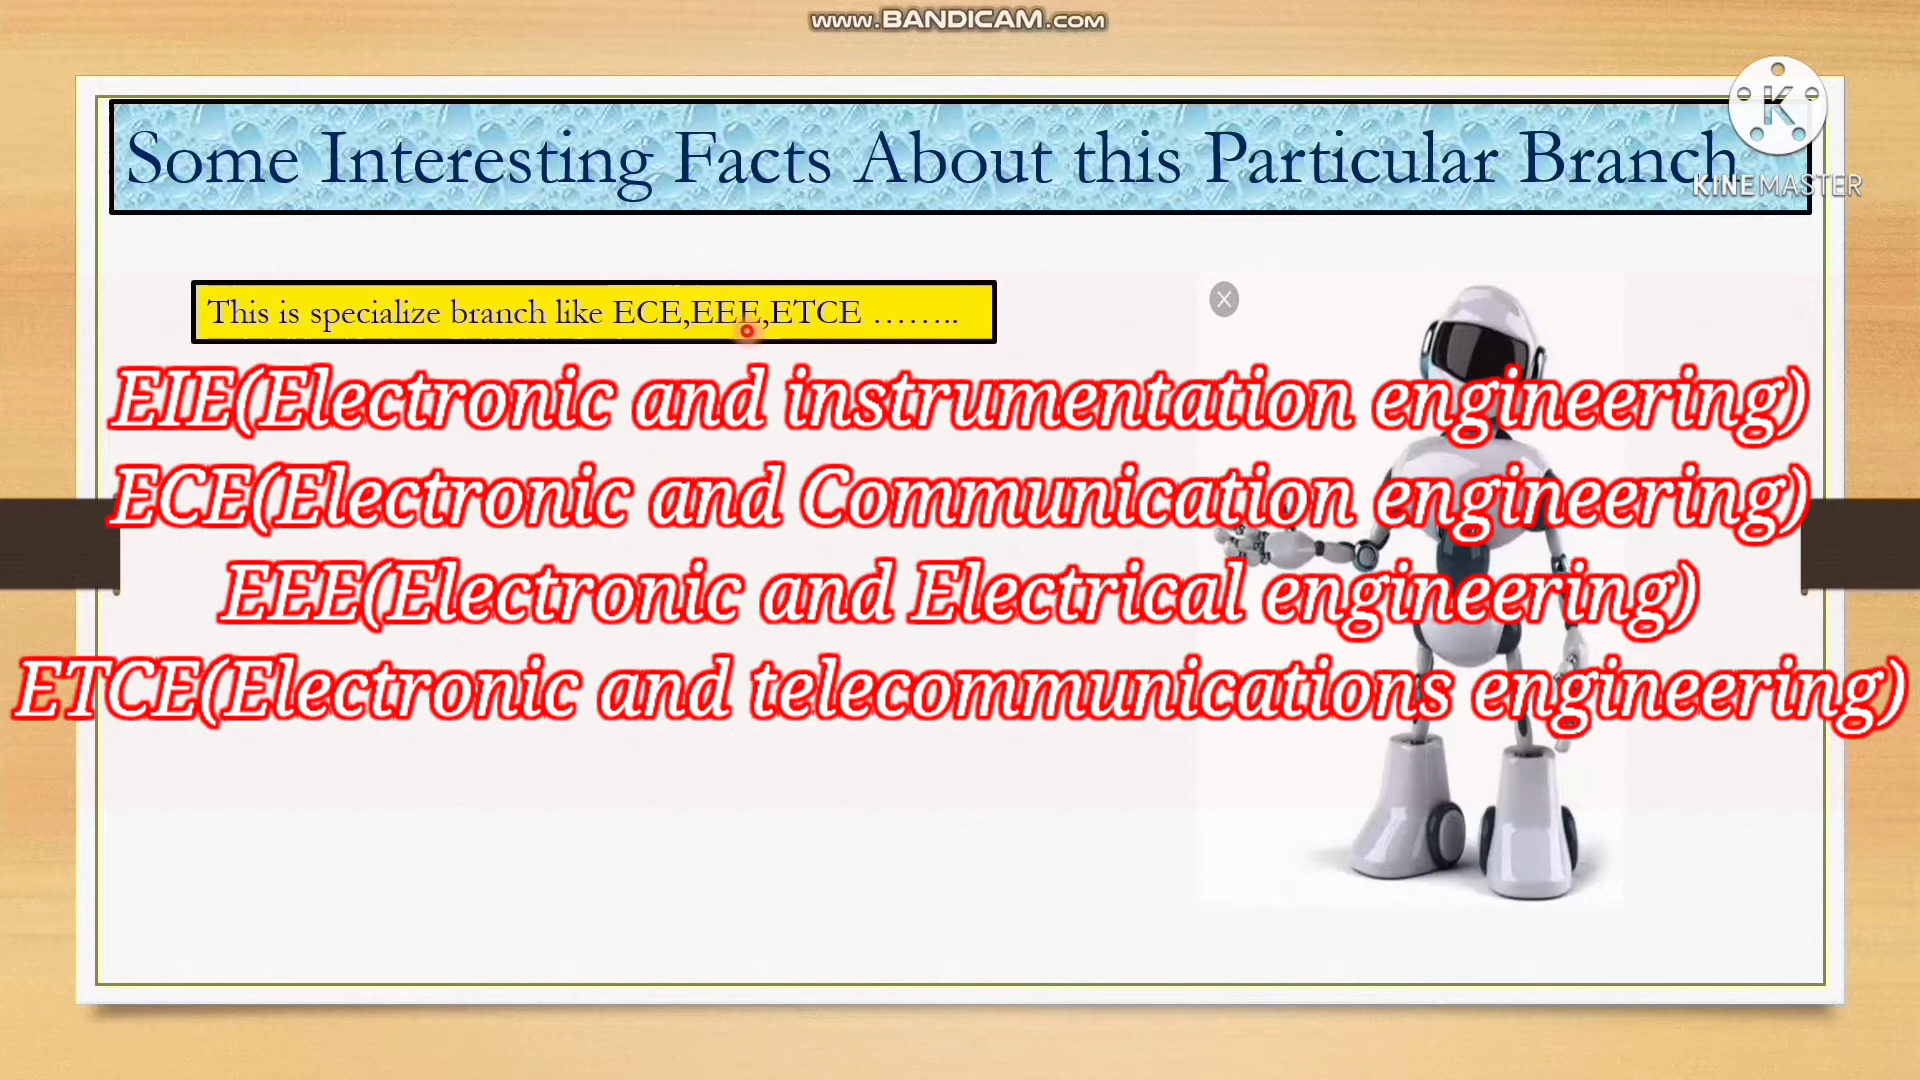 www.BANDICAM.com
Some Interesting Facts About this Particular Branch
K
KINEMASTER
This is specialize branch like ECE,EEE,ETCE ……..
EIE(Electronic and instrumentation engineering)
ECE(Electronic and Communication engineering)
EEE(Electronic and Electrical engineering)
ETCE(Electronic and telecommunications engineering)